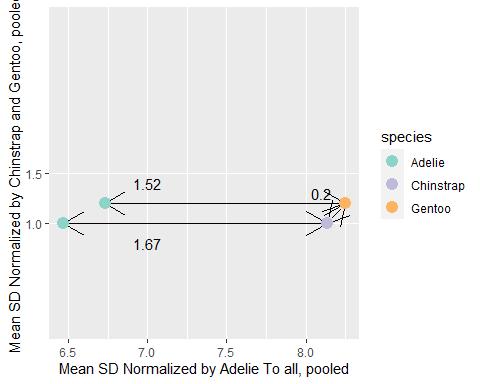 Mean SD Normalized by Chinstrap and Gentoo, pooled
1.5
1.0
1.52
0.2
1.67
6.5
7.0
7.5
8.0
Mean SD Normalized by Adelie To all, pooled
species
Adelie
Chinstrap
Gentoo